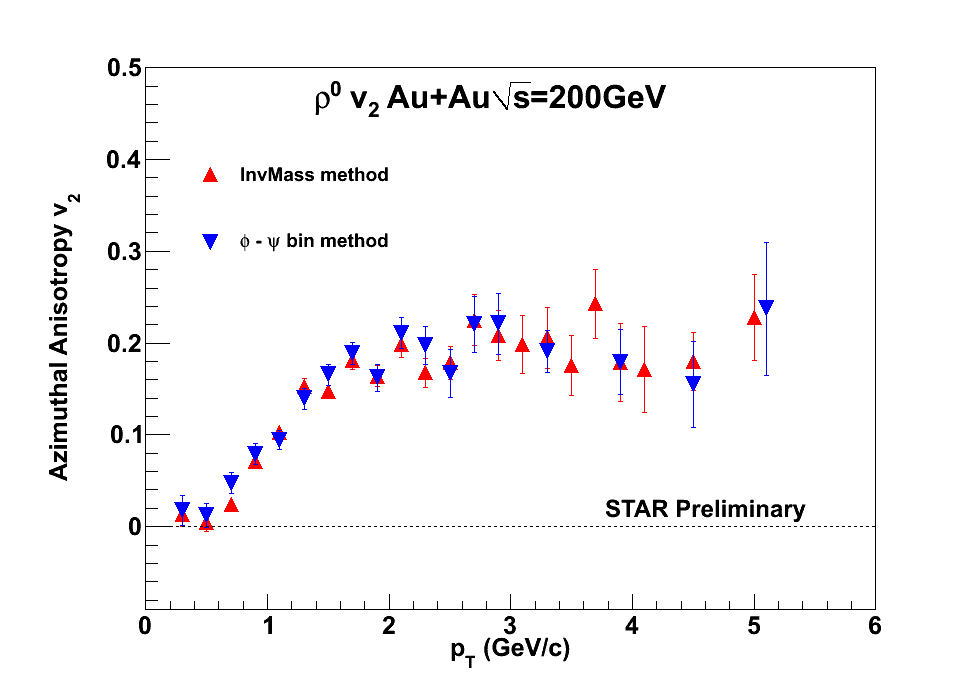 0.5
ρ⁰ v₂ Au+Au√s=200GeV
0.4
InvMass method
0.3
ϕ - ψ bin method
Azimuthal Anisotropy v₂
0.2
0.1
STAR Preliminary
0
0 1 2 3 4 5 6
p_T (GeV/c)